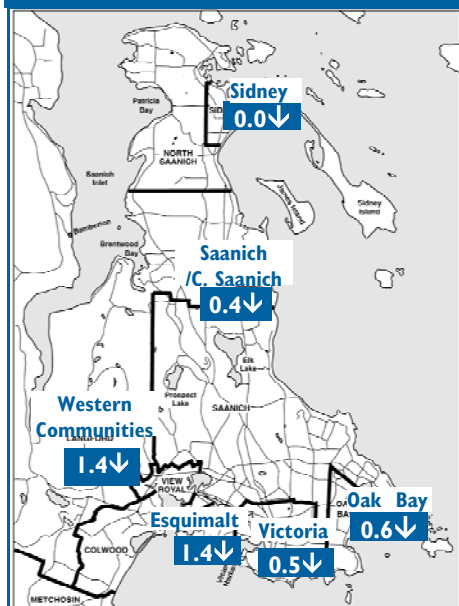 Sidney
0.0↓
Patricia
Bay
SID
NORTH
SAANICH
Saanich
Inlet
James Island
Sidney
Island
Bamberton
Brentwood
Bay
Saanich
/C. Saanich
0.4↓
Elk
Lake
Prospect
Lake
SAANICH
Western
Communities
LANGFORD
1.4↓
VIEW
ROYAL
Oak Bay
0.6↓
Esquimalt
1.4↓
Victoria
0.5↓
COLWOOD
METCHOSIN